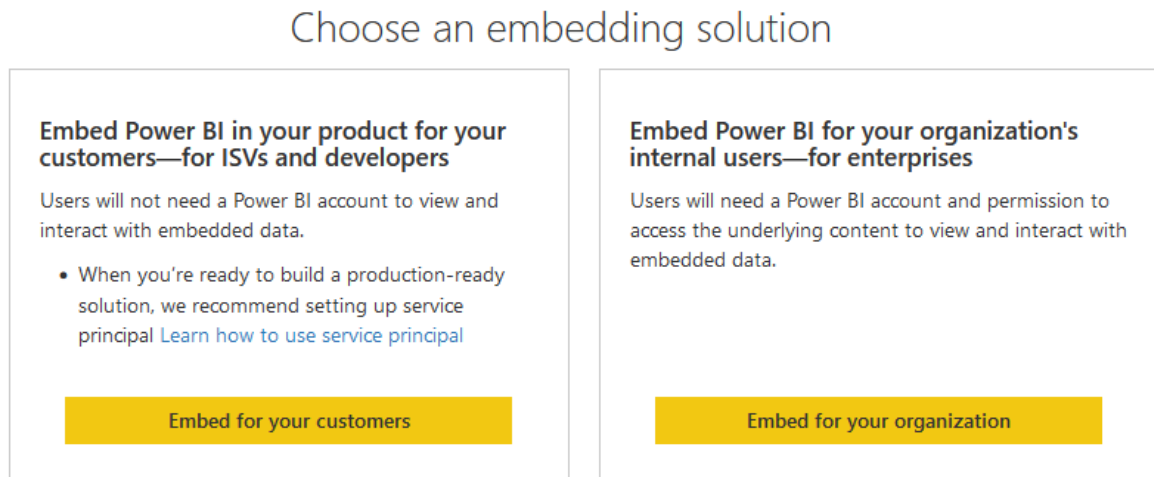 Choose an embedding solution
Embed Power BI in your product for your
customers—for ISVs and developers
Users will not need a Power BI account to view and
interact with embedded data.
• When you're ready to build a production-ready
solution, we recommend setting up service
principal Learn how to use service principal
Embed for your customers
Embed Power BI for your organization's
internal users—for enterprises
Users will need a Power BI account and permission to
access the underlying content to view and interact with
embedded data.
Embed for your organization